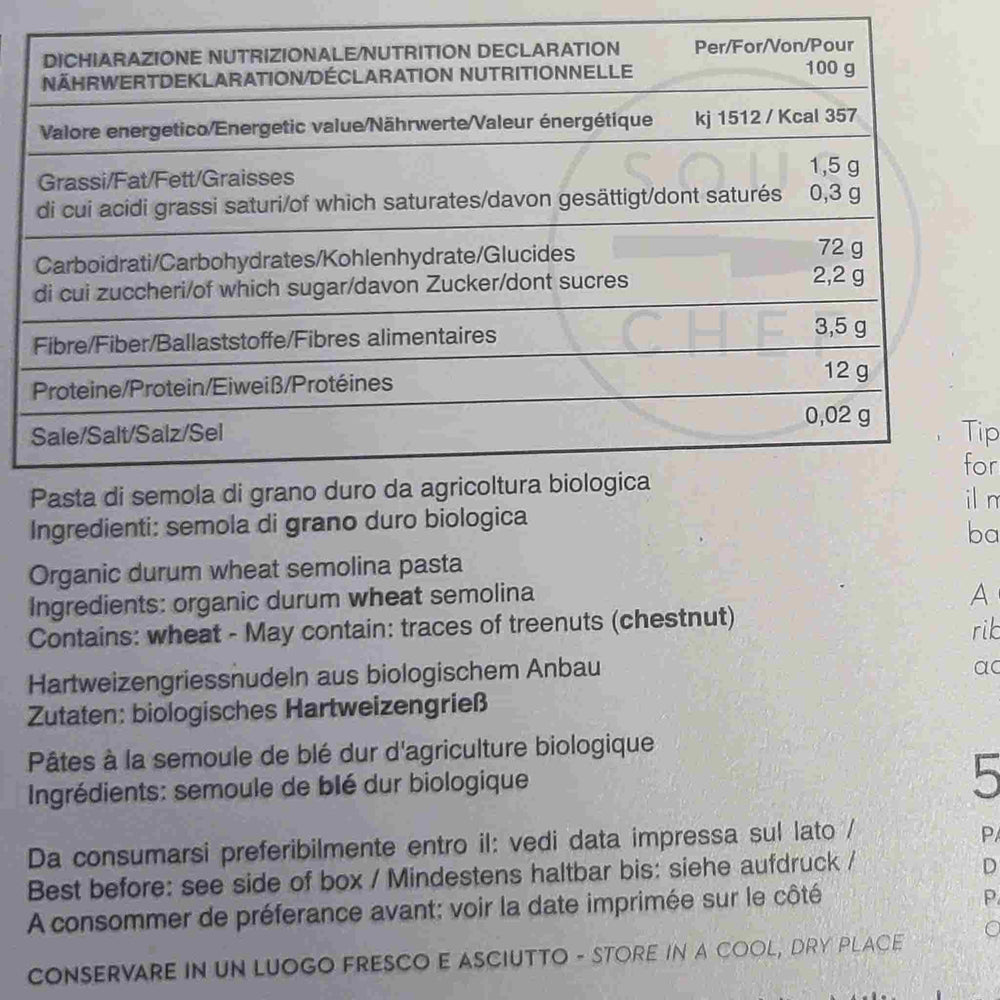 DICHIARAZIONE NUTRIZIONALE/NUTRITION DECLARATION Per/For/Von/Pour
NÄHRWERTDEKLARATION/DÉCLARATION NUTRITIONNELLE 100 g
Valore energetico/Energetic value/Nährwerte/Valeur énergétique kj 1512 / Kcal 357
Grassi/Fat/Fett/Graisses 1,5 g
di cui acidi grassi saturi/of which saturates/davon gesättigt/dont saturés 0,3 g
Carboidrati/Carbohydrates/Kohlenhydrate/Glucides 72 g
di cui zuccheri/of which sugar/davon Zucker/dont sucres 2,2 g
Fibre/Fiber/Ballaststoffe/Fibres alimentaires 3,5 g
Proteine/Protein/Eiweiß/Protéines 12 g
Sale/Salt/Salz/Sel 0,02 g
SOUS
CHEF
Pasta di semola di grano duro da agricoltura biologica
Ingredienti: semola di grano duro biologica
Organic durum wheat semolina pasta
Ingredients: organic durum wheat semolina
Contains: wheat - May contain: traces of treenuts (chestnut)
Hartweizengriessnudeln aus biologischem Anbau
Zutaten: biologisches Hartweizengrieß
Pâtes à la semoule de blé dur d'agriculture biologique
Ingrédients: semoule de blé dur biologique
Da consumarsi preferibilmente entro il: vedi data impressa sul lato /
Best before: see side of box / Mindestens haltbar bis: siehe aufdruck /
A consommer de préferance avant: voir la date imprimée sur le côté
CONSERVARE IN UN LUOGO FRESCO E ASCIUTTO - STORE IN A COOL, DRY PLACE
Tip
for
il
ba
A
rib
ac
5